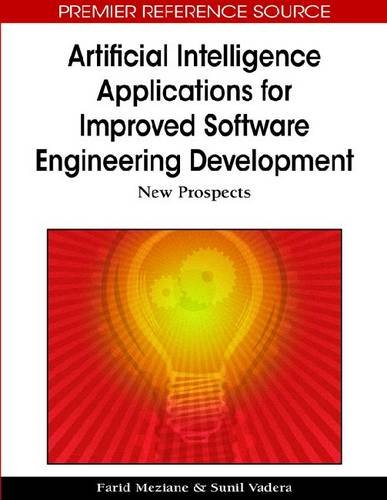 PREMIER REFERENCE SOURCE
Artificial Intelligence
Applications for
Improved Software
Engineering Development
New Prospects
Farid Meziane & Sunil Vadera